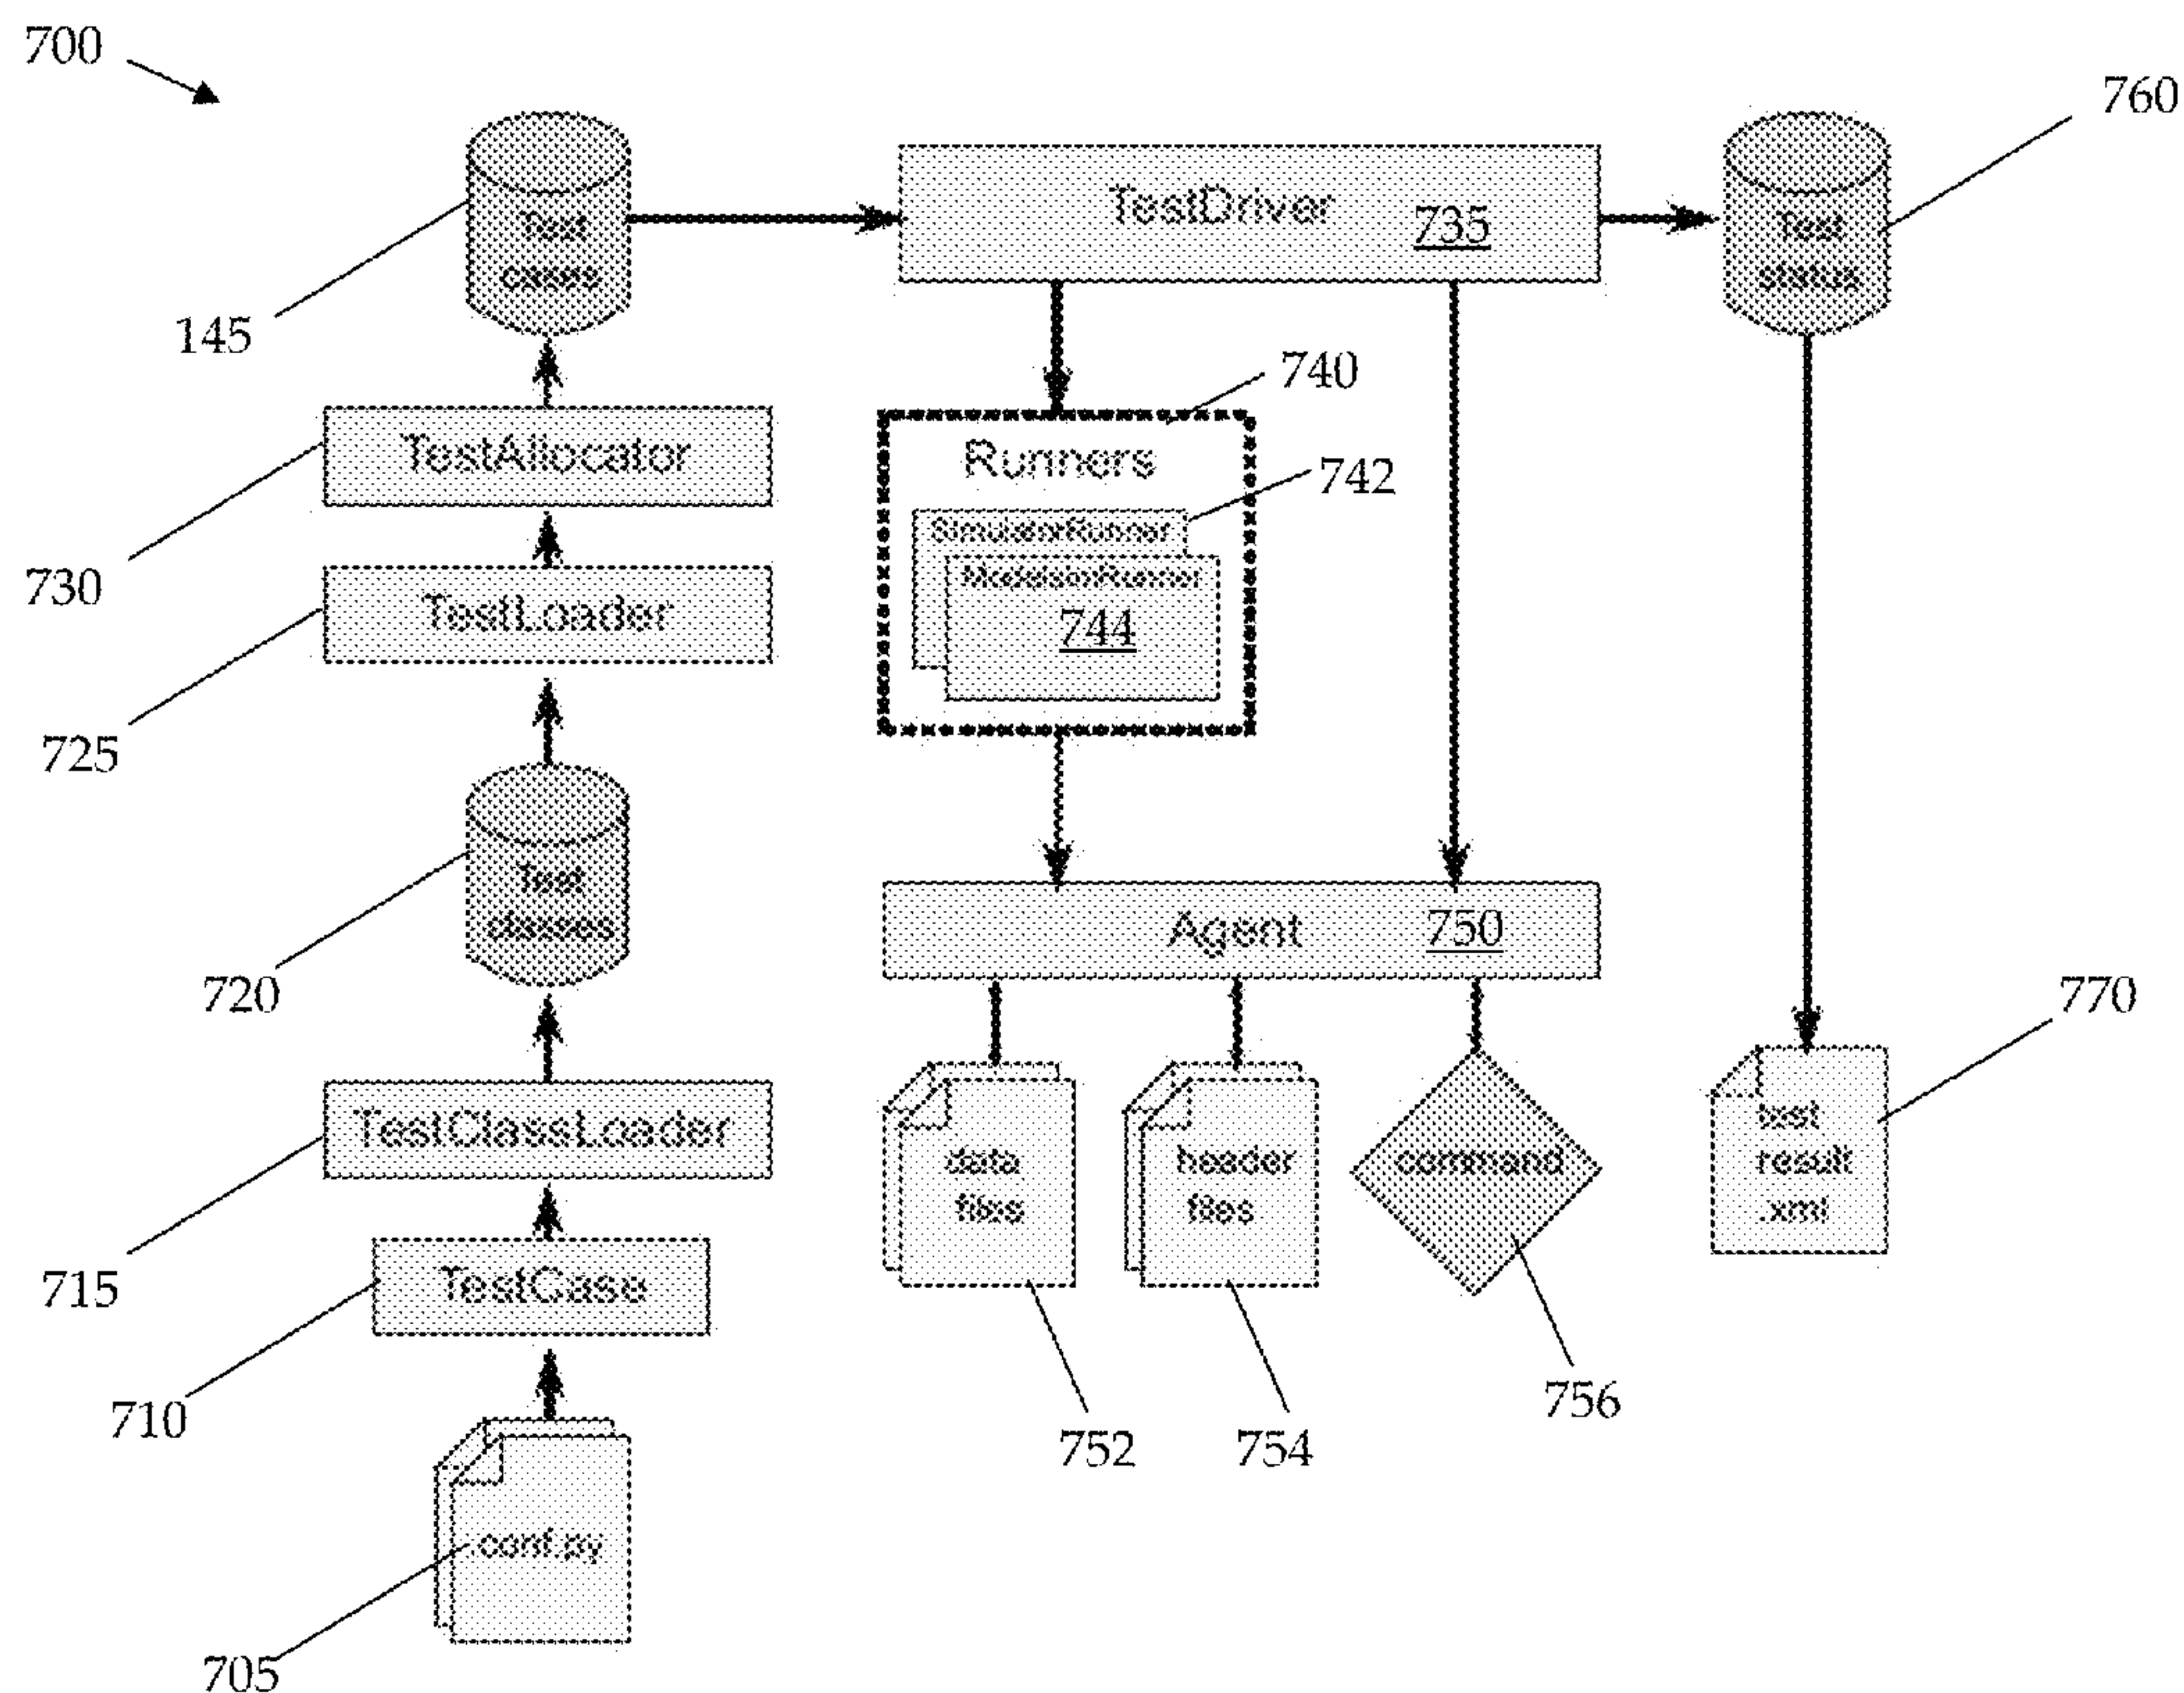 700
760
Test
cases
TestDriver
735
Test
status
145
740
TestAllocator
Runners
742
730
SimulatorRunner
ModelsimRunner
TestLoader
744
725
Test
classes
Agent
750
720
770
TestClassLoader
data
files
header
files
command
test
result
.xml
715
TestCase
710
756
752
754
.conf.py
705